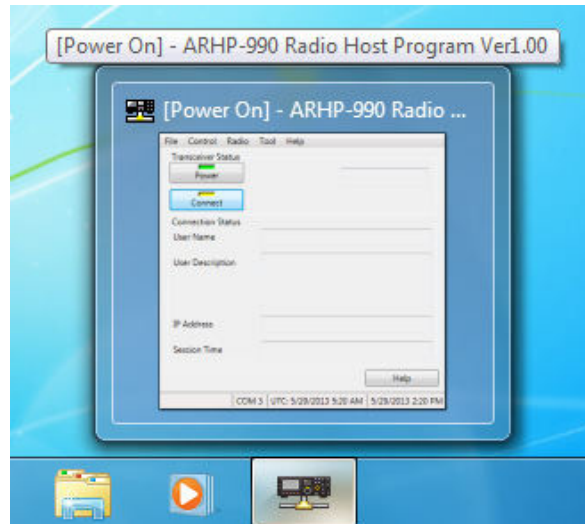 [Power On] - ARHP-990 Radio Host Program Ver1.00
[Power On] - ARHP-990 Radio ...
File Control Radio Tool Help
Transceiver Status
Power
Connect
Connection Status
User Name
User Description
IP Address
Session Time
Help
COM 3 UTC: 5/29/2013 5:20 AM 5/29/2013 2:20 PM